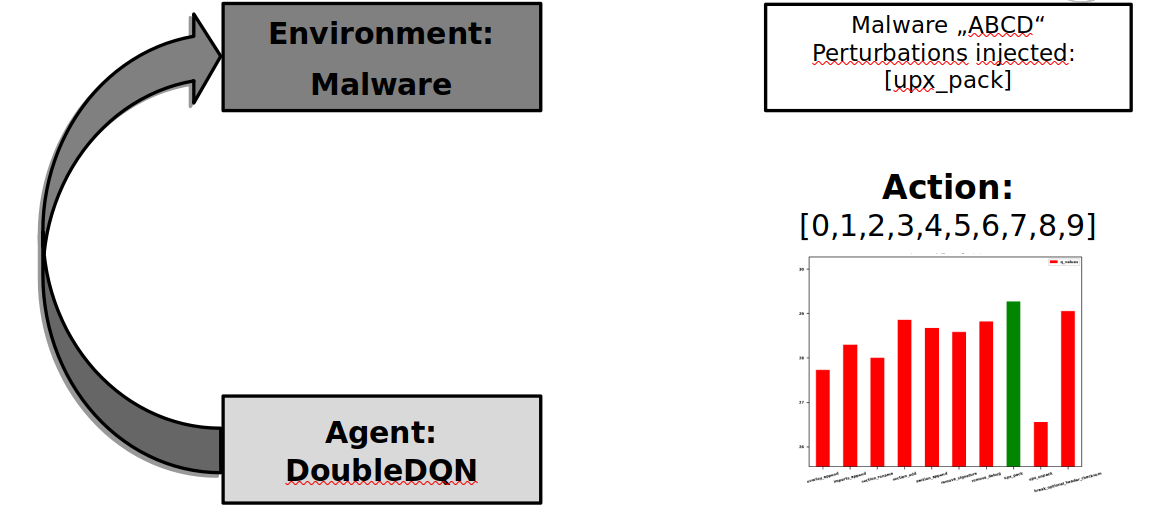 Environment:
Malware
Malware „ABCD“
Perturbations injected:
[upx_pack]
Action:
[0,1,2,3,4,5,6,7,8,9]
q_values
30
29
28
27
26
overlay_append
imports_append
section_rename
section_add
section_append
remove_signature
remove_debug
upx_pack
upx_unpack
break_optional_header_checksum
Agent:
DoubleDQN